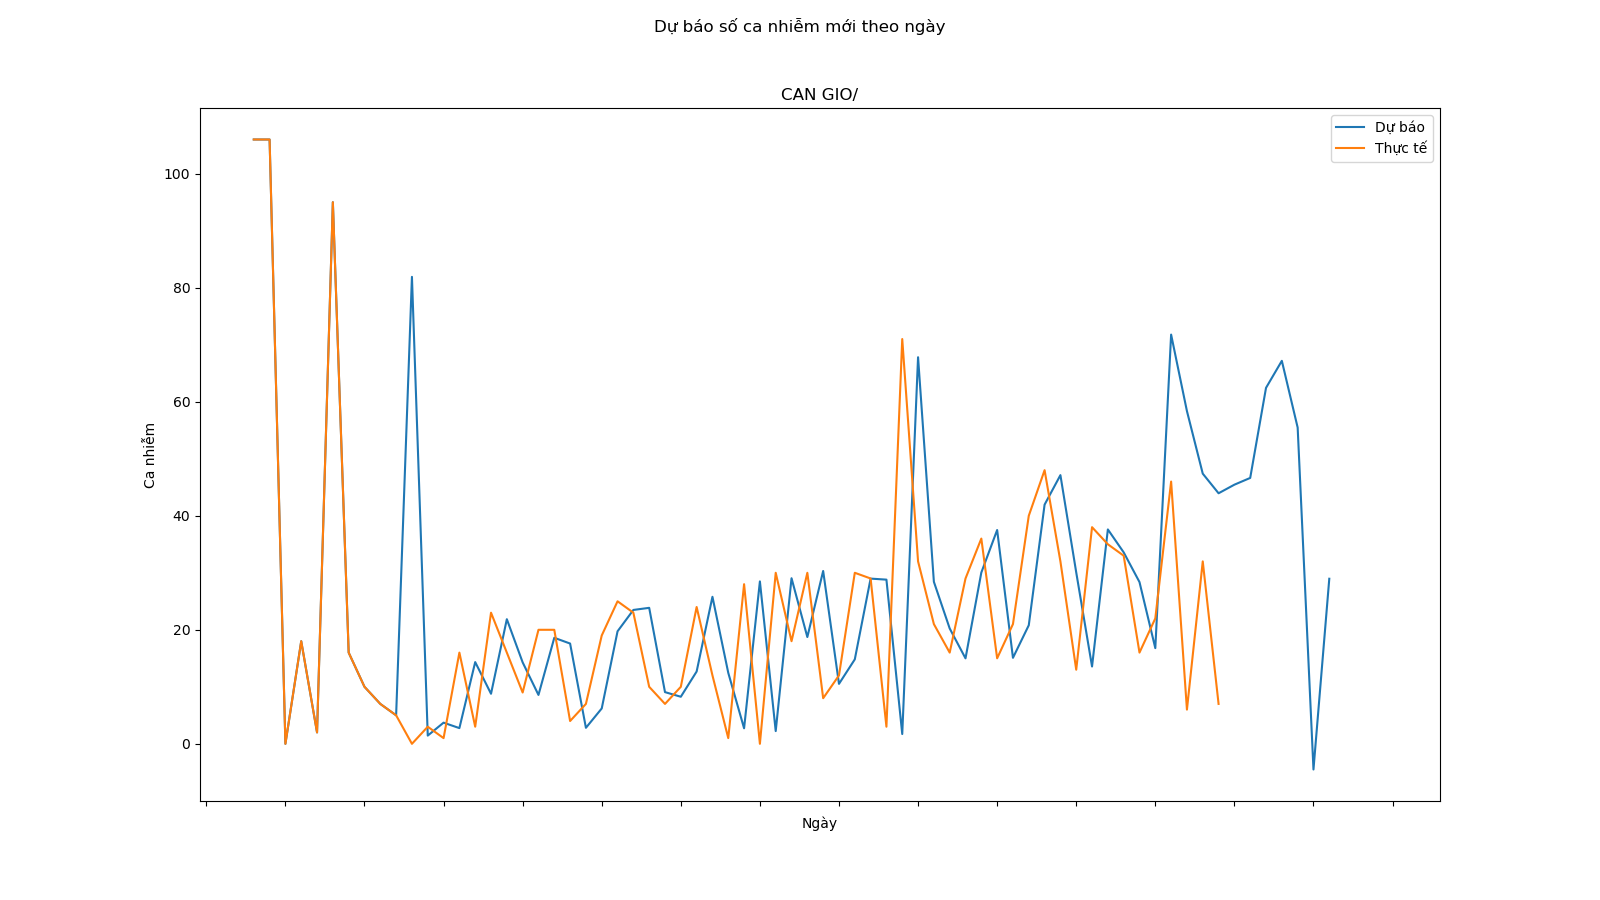 Dự báo số ca nhiễm mới theo ngày
CAN GIO/
Dự báo
Thực tế
100
80
60
40
20
0
Ca nhiễm
Ngày